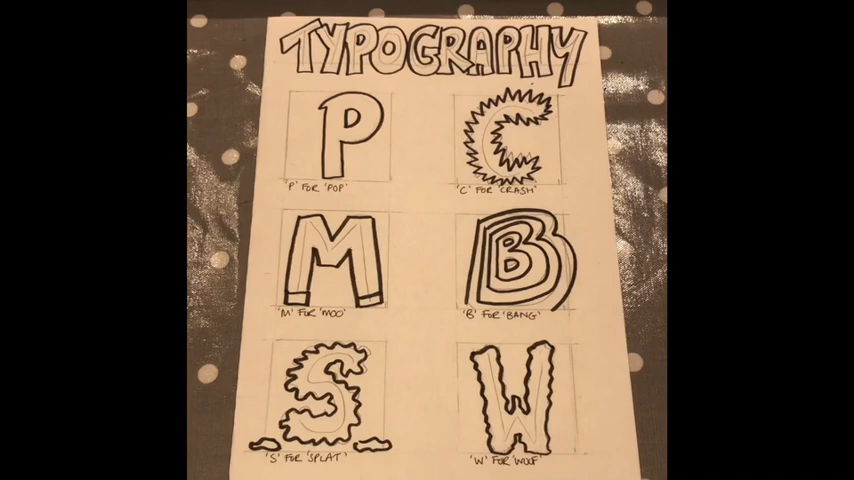 TYPOGRAPHY
P
C
'P' FOR 'POP'
'C' FOR 'CRASH'
M
B
'M' FOR 'MOO'
'B' FOR 'BANG'
S
W
'S' FOR 'SPLAT'
'W' FOR 'WOOF'